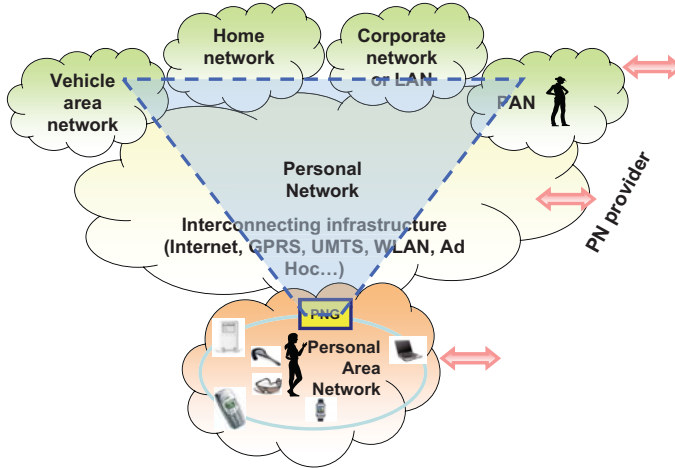 Home
network
Corporate
network
or LAN
Vehicle
area
network
PAN
Personal
Network
Interconnecting infrastructure
(Internet, GPRS, UMTS, WLAN, Ad
Hoc…)
PN provider
PNG
Personal
Area
Network